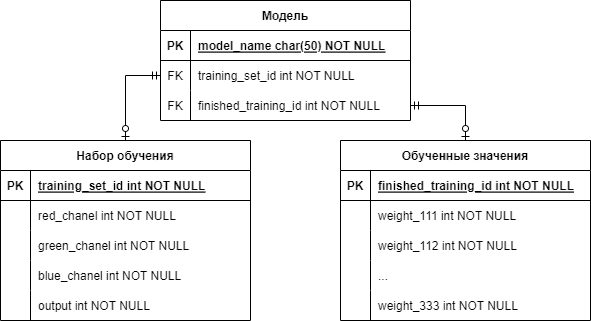 Модель
PK model_name char(50) NOT NULL
FK training_set_id int NOT NULL
FK finished_training_id int NOT NULL
Набор обучения
PK training_set_id int NOT NULL
red_chanel int NOT NULL
green_chanel int NOT NULL
blue_chanel int NOT NULL
output int NOT NULL
Обученные значения
PK finished_training_id int NOT NULL
weight_111 int NOT NULL
weight_112 int NOT NULL
...
weight_333 int NOT NULL